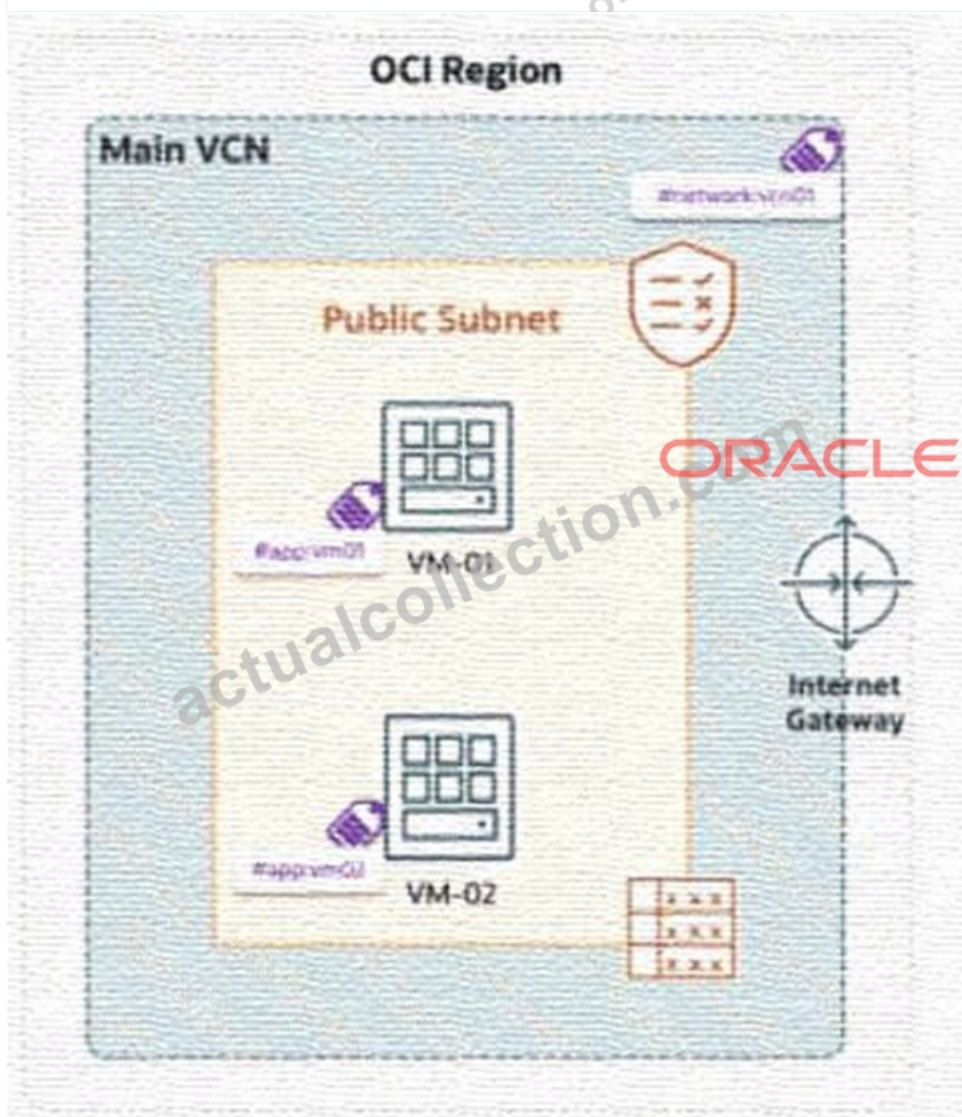 OCI Region
Main VCN
#network:vcn01
Public Subnet
ORACLE
#app:vm01
VM-01
actualcollection.com
Internet
Gateway
#app:vm02
VM-02